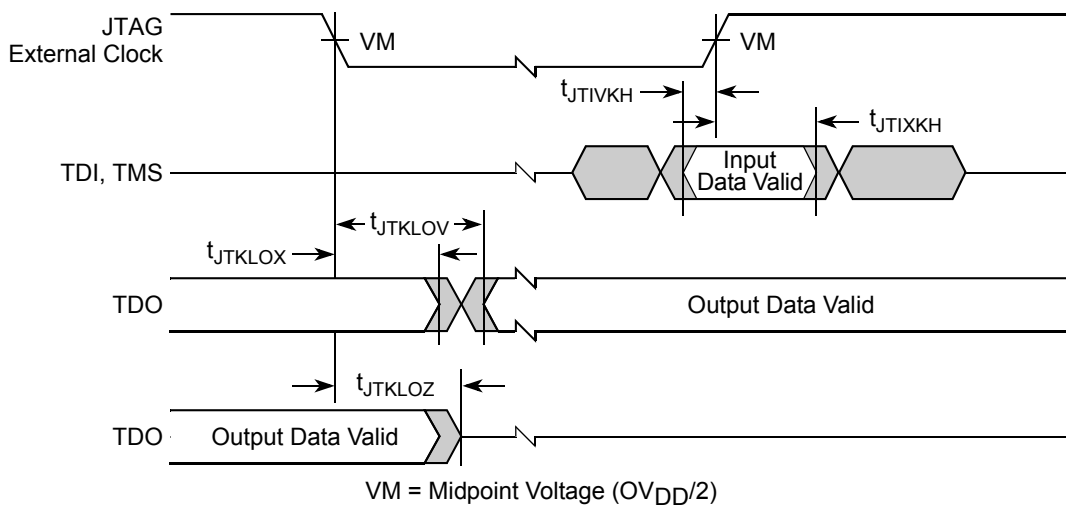 JTAG
External Clock
VM
VM
tJTIVKH
tJTIXKH
TDI, TMS
Input
Data Valid
tJTKLOV
tJTKLOX
TDO
Output Data Valid
tJTKLOZ
TDO
Output Data Valid
VM = Midpoint Voltage (OVDD/2)